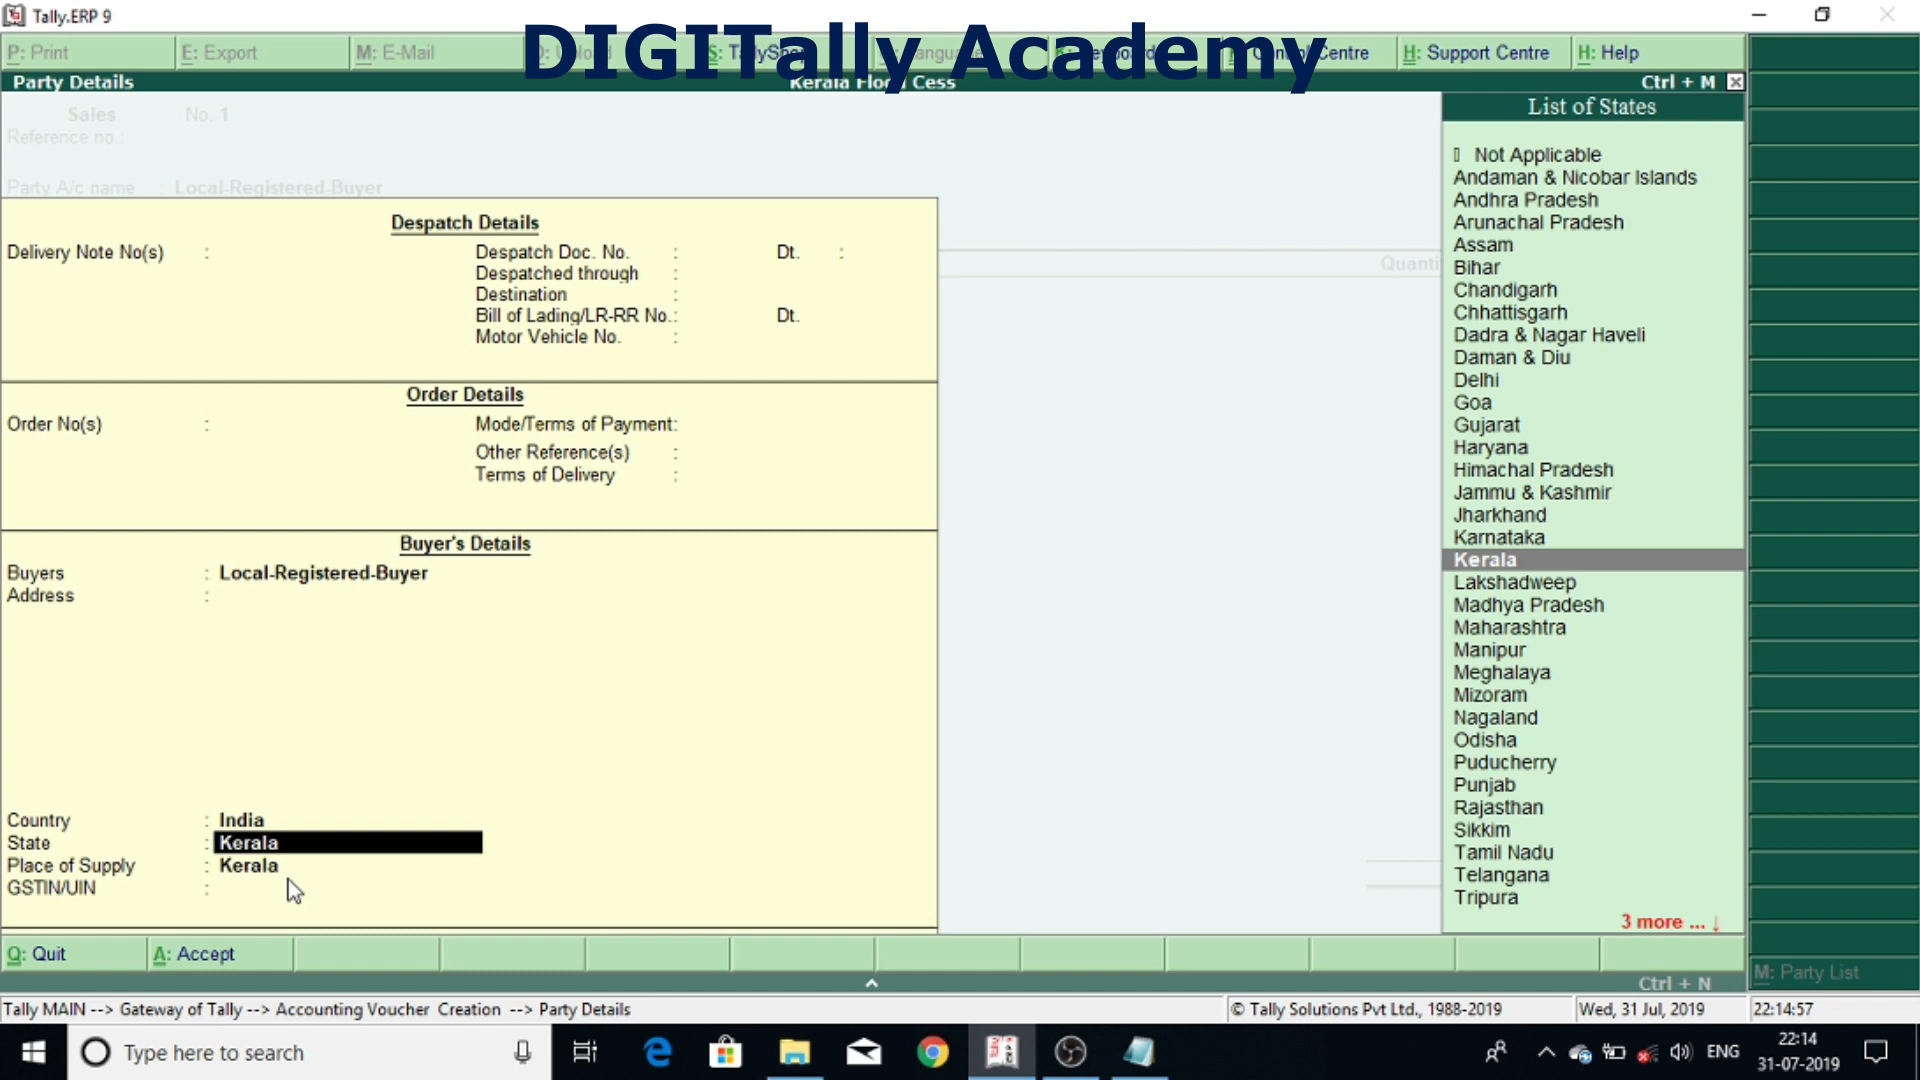 Tally.ERP 9
DIGITally Academy
P: Print
E: Export
M: E-Mail
S: TallyShop
Control Centre
H: Support Centre
H: Help
Party Details
Kerala Flood Cess
Ctrl + M
Sales No. 1
Reference no.:
Party A/c name : Local-Registered-Buyer
Quanti
Despatch Details
Delivery Note No(s) :
Despatch Doc. No. : Dt. :
Despatched through :
Destination :
Bill of Lading/LR-RR No.: Dt.
Motor Vehicle No. :
Order Details
Order No(s) :
Mode/Terms of Payment:
Other Reference(s) :
Terms of Delivery :
Buyer's Details
Buyers : Local-Registered-Buyer
Address :
Country : India
State : Kerala
Place of Supply : Kerala
GSTIN/UIN :
List of States
Not Applicable
Andaman & Nicobar Islands
Andhra Pradesh
Arunachal Pradesh
Assam
Bihar
Chandigarh
Chhattisgarh
Dadra & Nagar Haveli
Daman & Diu
Delhi
Goa
Gujarat
Haryana
Himachal Pradesh
Jammu & Kashmir
Jharkhand
Karnataka
Kerala
Lakshadweep
Madhya Pradesh
Maharashtra
Manipur
Meghalaya
Mizoram
Nagaland
Odisha
Puducherry
Punjab
Rajasthan
Sikkim
Tamil Nadu
Telangana
Tripura
3 more ... ↓
Q: Quit
A: Accept
M: Party List
Ctrl + N
Tally MAIN --> Gateway of Tally --> Accounting Voucher Creation --> Party Details
© Tally Solutions Pvt Ltd., 1988-2019
Wed, 31 Jul, 2019
22:14:57
Type here to search
ENG
22:14
31-07-2019